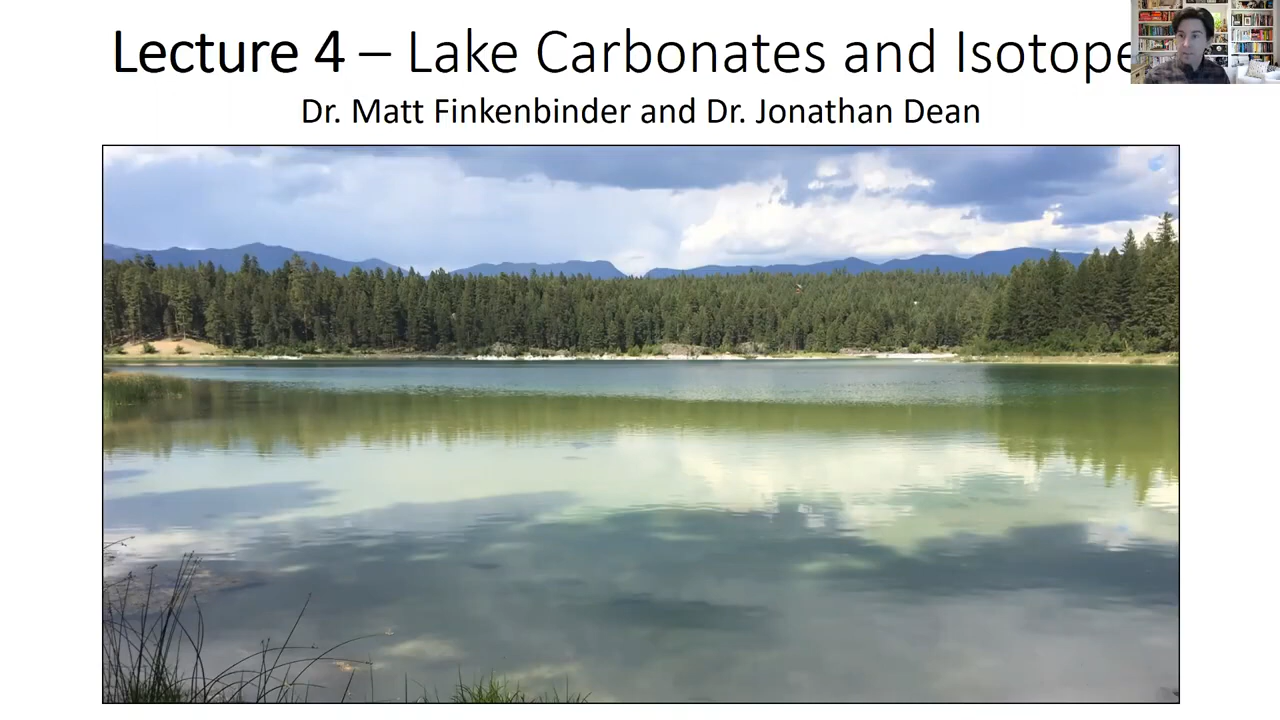 Lecture 4 – Lake Carbonates and Isotope
Dr. Matt Finkenbinder and Dr. Jonathan Dean